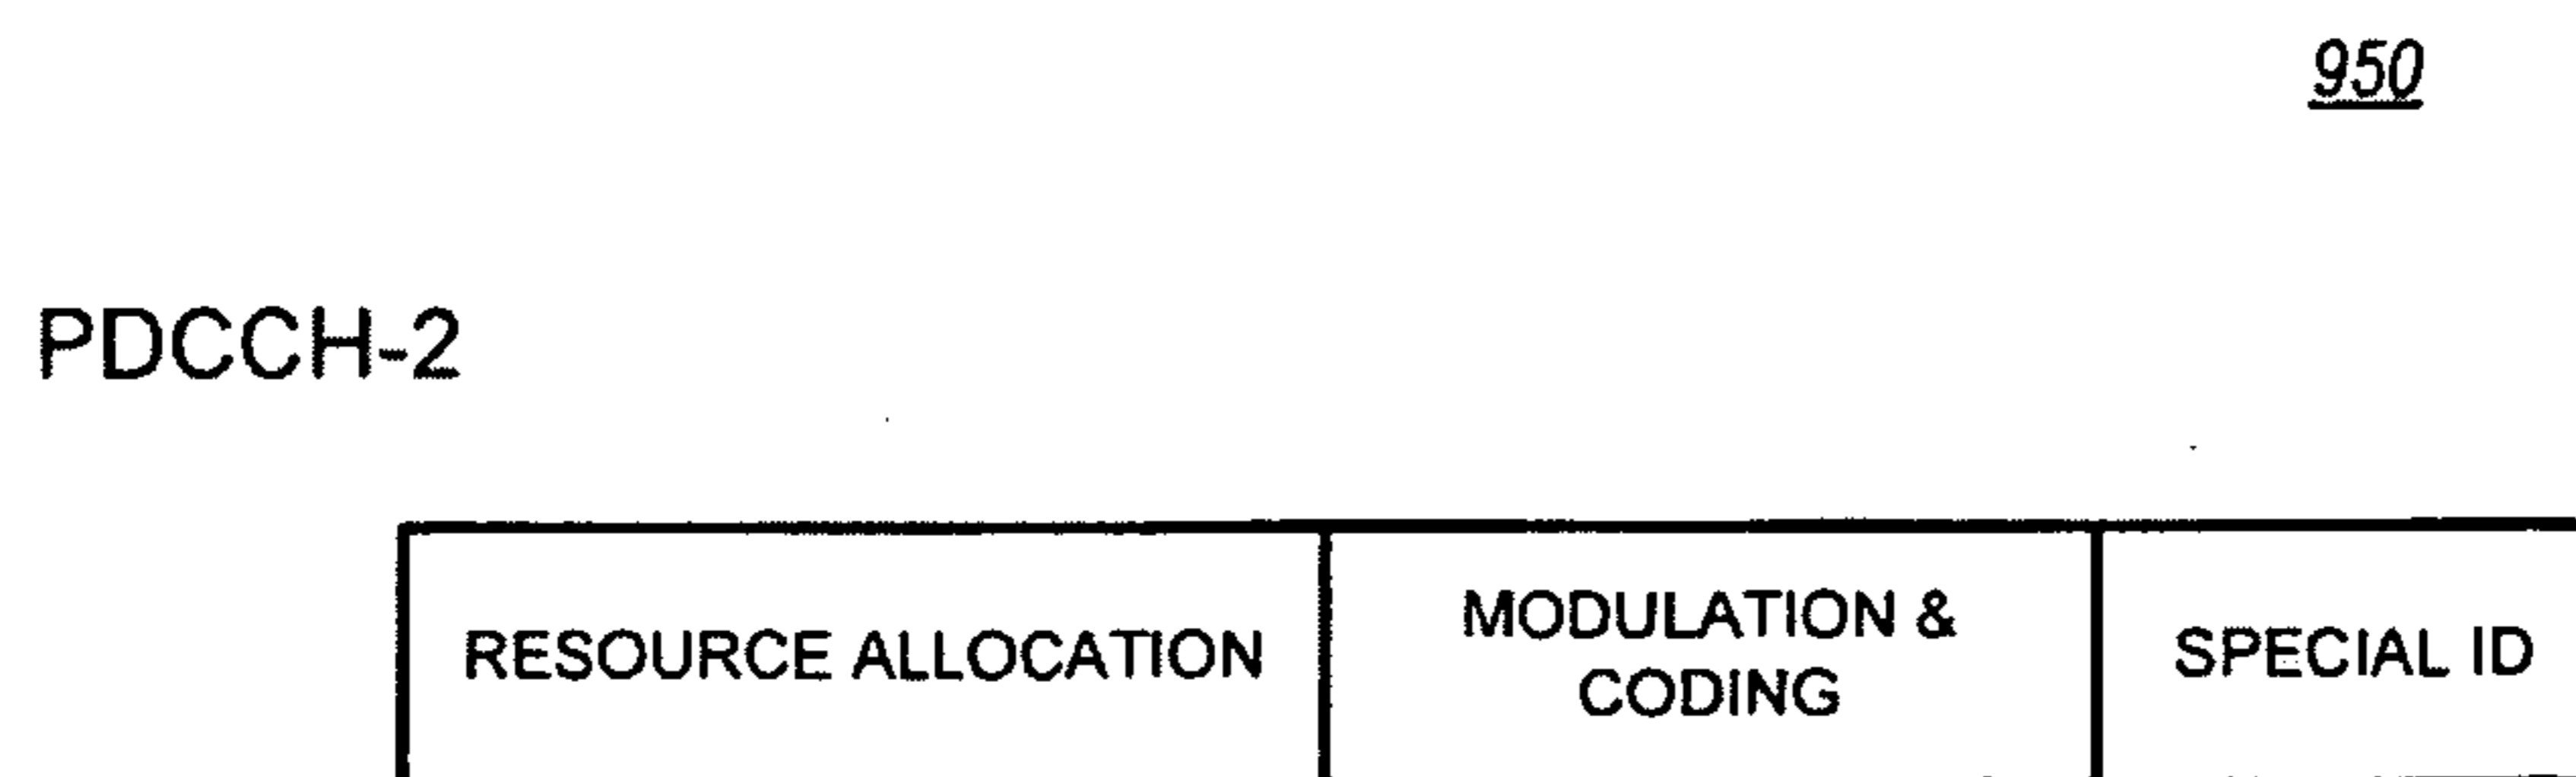 950
PDCCH-2
RESOURCE ALLOCATION
MODULATION &
CODING
SPECIAL ID